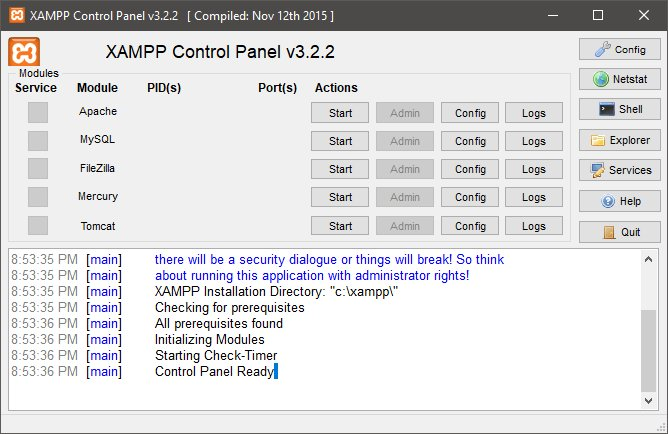 XAMPP Control Panel v3.2.2 [ Compiled: Nov 12th 2015 ]
XAMPP Control Panel v3.2.2
Config
Netstat
Shell
Explorer
Services
Help
Quit
Modules
Service Module PID(s) Port(s) Actions
Apache Start Admin Config Logs
MySQL Start Admin Config Logs
FileZilla Start Admin Config Logs
Mercury Start Admin Config Logs
Tomcat Start Admin Config Logs
8:53:35 PM [main] there will be a security dialogue or things will break! So think
8:53:35 PM [main] about running this application with administrator rights!
8:53:35 PM [main] XAMPP Installation Directory: "c:\xampp\"
8:53:35 PM [main] Checking for prerequisites
8:53:36 PM [main] All prerequisites found
8:53:36 PM [main] Initializing Modules
8:53:36 PM [main] Starting Check-Timer
8:53:36 PM [main] Control Panel Ready